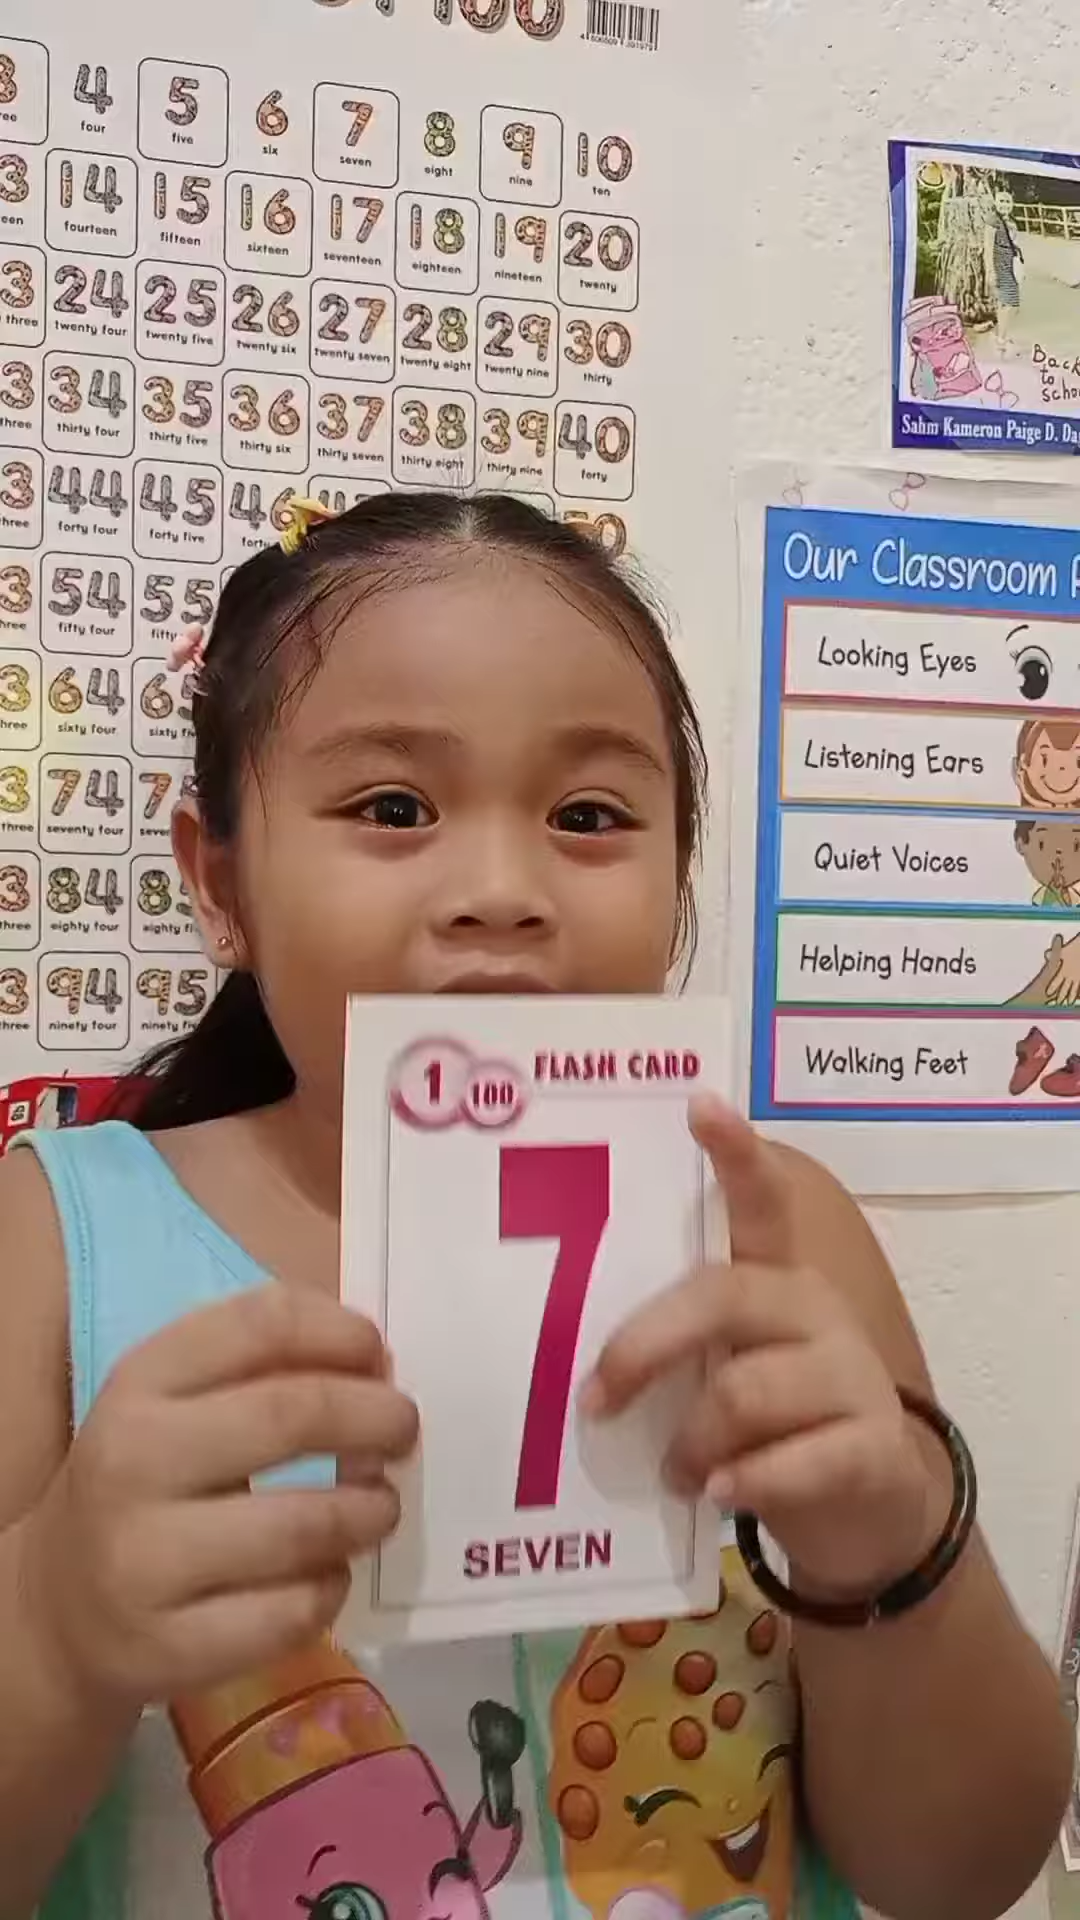 100
4 four 5 five 6 six 7 seven 8 eight 9 nine 10 ten
14 fourteen 15 fifteen 16 sixteen 17 seventeen 18 eighteen 19 nineteen 20 twenty
24 twenty four 25 twenty five 26 twenty six 27 twenty seven 28 twenty eight 29 twenty nine 30 thirty
34 thirty four 35 thirty five 36 thirty six 37 thirty seven 38 thirty eight 39 thirty nine 40 forty
44 forty four 45 forty five 46
54 fifty four 55
64 sixty four
74 seventy four
84 eighty four
94 ninety four 95
Back
to
Sahm Kameron Paige D.
Our Classroom
Looking Eyes
Listening Ears
Quiet Voices
Helping Hands
Walking Feet
1 100 FLASH CARD
7
SEVEN